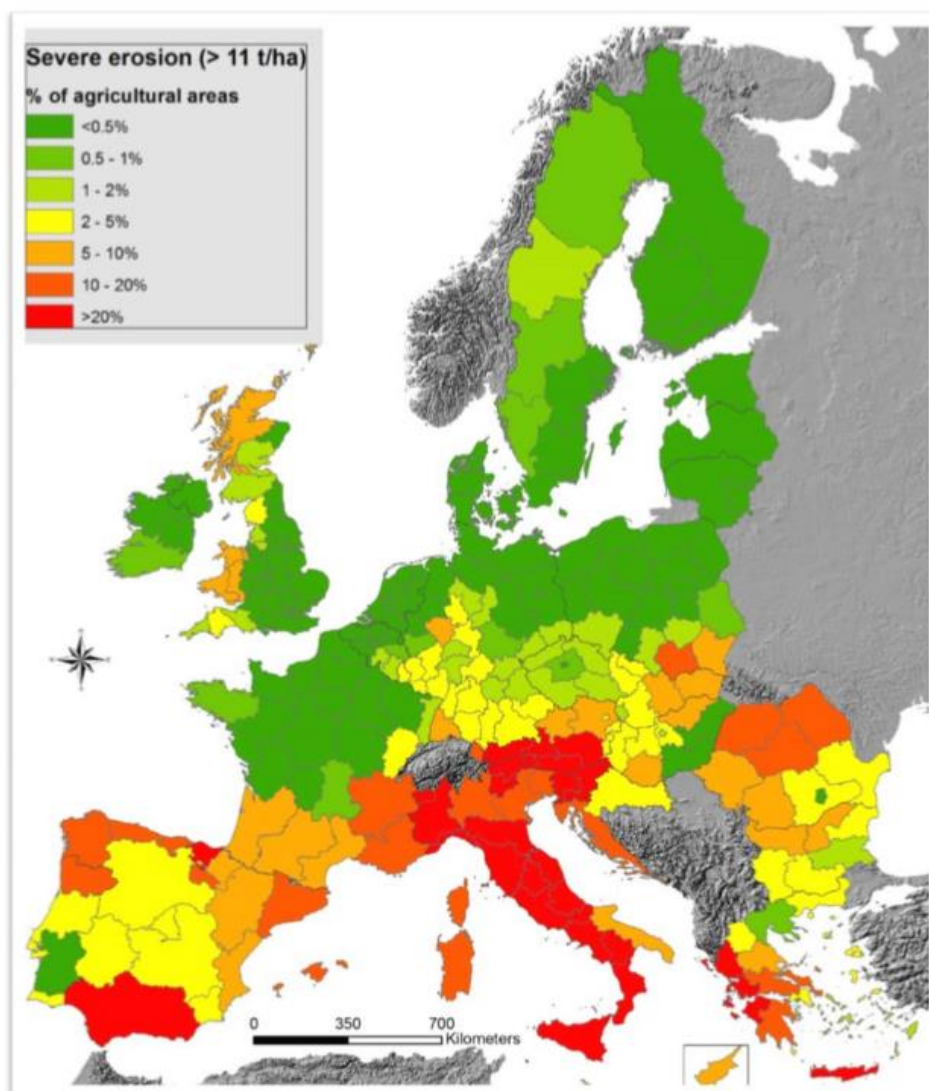 Severe erosion (> 11 t/ha)
% of agricultural areas
<0.5%
0.5 - 1%
1 - 2%
2 - 5%
5 - 10%
10 - 20%
>20%
0 350 700
Kilometers